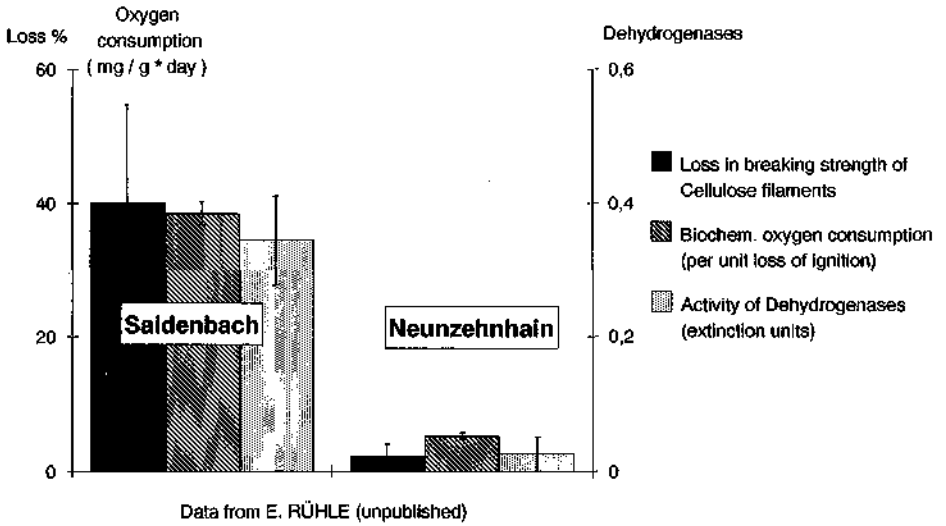 Oxygen
Loss % consumption Dehydrogenases
( mg / g * day )
60 0,6
40 0,4
20 0,2
0 0
Saidenbach
Neunzehnhain
Loss in breaking strength of
Cellulose filaments
Biochem. oxygen consumption
(per unit loss of ignition)
Activity of Dehydrogenases
(extinction units)
Data from E. RÜHLE (unpublished)